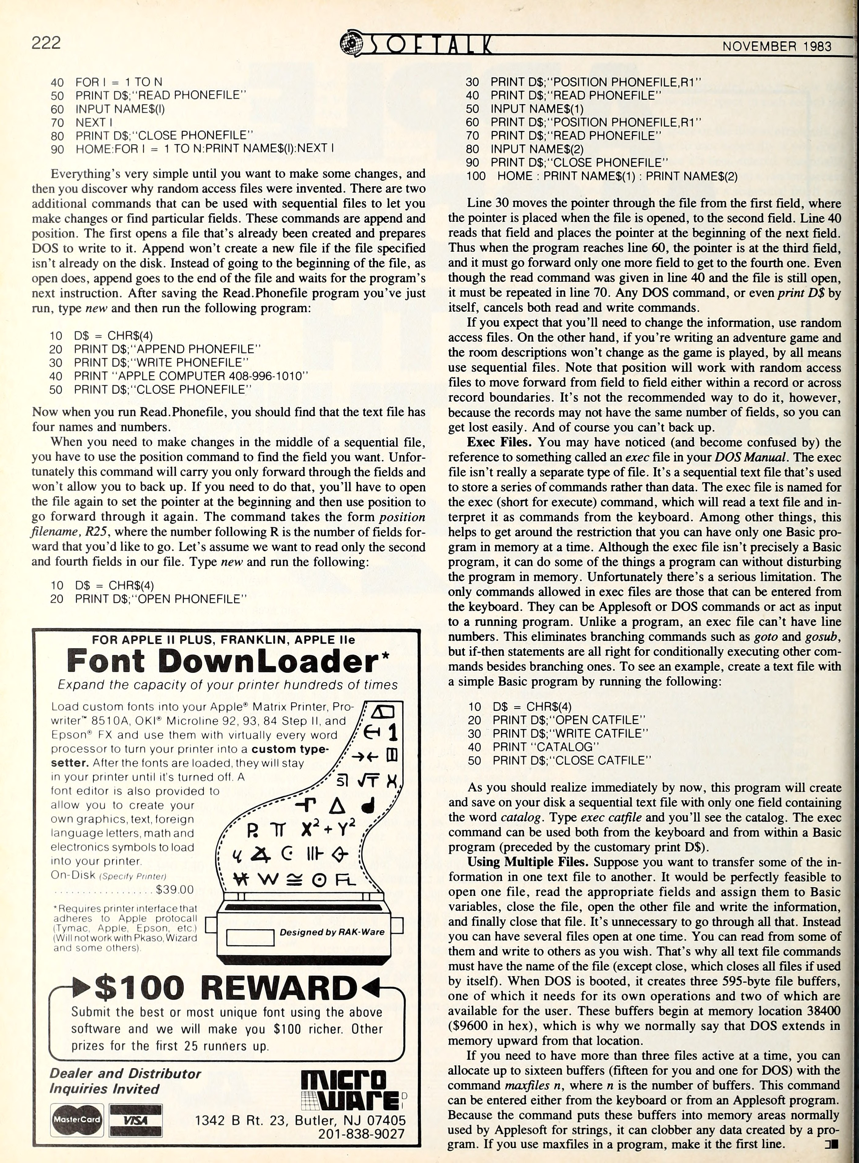 222
SOFTALK
NOVEMBER 1983
40 FOR I = 1 TO N
50 PRINT D$;"READ PHONEFILE"
60 INPUT NAME$(I)
70 NEXT I
80 PRINT D$;"CLOSE PHONEFILE"
90 HOME:FOR I = 1 TO N:PRINT NAME$(I):NEXT I
Everything's very simple until you want to make some changes, and
then you discover why random access files were invented. There are two
additional commands that can be used with sequential files to let you
make changes or find particular fields. These commands are append and
position. The first opens a file that's already been created and prepares
DOS to write to it. Append won't create a new file if the file specified
isn't already on the disk. Instead of going to the beginning of the file, as
open does, append goes to the end of the file and waits for the program's
next instruction. After saving the Read.Phonefile program you've just
run, type new and then run the following program:
10 D$ = CHR$(4)
20 PRINT D$;"APPEND PHONEFILE"
30 PRINT D$;"WRITE PHONEFILE"
40 PRINT "APPLE COMPUTER 408-996-1010"
50 PRINT D$;"CLOSE PHONEFILE"
Now when you run Read.Phonefile, you should find that the text file has
four names and numbers.
When you need to make changes in the middle of a sequential file,
you have to use the position command to find the field you want. Unfor-
tunately this command will carry you only forward through the fields and
won't allow you to back up. If you need to do that, you'll have to open
the file again to set the pointer at the beginning and then use position to
go forward through it again. The command takes the form position
filename, R25, where the number following R is the number of fields for-
ward that you'd like to go. Let's assume we want to read only the second
and fourth fields in our file. Type new and run the following:
10 D$ = CHR$(4)
20 PRINT D$;"OPEN PHONEFILE"
30 PRINT D$;"POSITION PHONEFILE,R1"
40 PRINT D$;"READ PHONEFILE"
50 INPUT NAME$(1)
60 PRINT D$;"POSITION PHONEFILE,R1"
70 PRINT D$;"READ PHONEFILE"
80 INPUT NAME$(2)
90 PRINT D$;"CLOSE PHONEFILE"
100 HOME : PRINT NAME$(1) : PRINT NAME$(2)
Line 30 moves the pointer through the file from the first field, where
the pointer is placed when the file is opened, to the second field. Line 40
reads that field and places the pointer at the beginning of the next field.
Thus when the program reaches line 60, the pointer is at the third field,
and it must go forward only one more field to get to the fourth one. Even
though the read command was given in line 40 and the file is still open,
it must be repeated in line 70. Any DOS command, or even print D$ by
itself, cancels both read and write commands.
If you expect that you'll need to change the information, use random
access files. On the other hand, if you're writing an adventure game and
the room descriptions won't change as the game is played, by all means
use sequential files. Note that position will work with random access
files to move forward from field to field either within a record or across
record boundaries. It's not the recommended way to do it, however,
because the records may not have the same number of fields, so you can
get lost easily. And of course you can't back up.
Exec Files. You may have noticed (and become confused by) the
reference to something called an exec file in your DOS Manual. The exec
file isn't really a separate type of file. It's a sequential text file that's used
to store a series of commands rather than data. The exec file is named for
the exec (short for execute) command, which will read a text file and in-
terpret it as commands from the keyboard. Among other things, this
helps to get around the restriction that you can have only one Basic pro-
gram in memory at a time. Although the exec file isn't precisely a Basic
program, it can do some of the things a program can without disturbing
the program in memory. Unfortunately there's a serious limitation. The
only commands allowed in exec files are those that can be entered from
the keyboard. They can be Applesoft or DOS commands or act as input
to a running program. Unlike a program, an exec file can't have line
numbers. This eliminates branching commands such as goto and gosub,
but if-then statements are all right for conditionally executing other com-
mands besides branching ones. To see an example, create a text file with
a simple Basic program by running the following:
10 D$ = CHR$(4)
20 PRINT D$;"OPEN CATFILE"
30 PRINT D$;"WRITE CATFILE"
40 PRINT "CATALOG"
50 PRINT D$;"CLOSE CATFILE"
As you should realize immediately by now, this program will create
and save on your disk a sequential text file with only one field containing
the word catalog. Type exec catfile and you'll see the catalog. The exec
command can be used both from the keyboard and from within a Basic
program (preceded by the customary print D$).
Using Multiple Files. Suppose you want to transfer some of the in-
formation in one text file to another. It would be perfectly feasible to
open one file, read the appropriate fields and assign them to Basic
variables, close the file, open the other file and write the information,
and finally close that file. It's unnecessary to go through all that. Instead
you can have several files open at one time. You can read from some of
them and write to others as you wish. That's why all text file commands
must have the name of the file (except close, which closes all files if used
by itself). When DOS is booted, it creates three 595-byte file buffers,
one of which it needs for its own operations and two of which are
available for the user. These buffers begin at memory location 38400
($9600 in hex), which is why we normally say that DOS extends in
memory upward from that location.
If you need to have more than three files active at a time, you can
allocate up to sixteen buffers (fifteen for you and one for DOS) with the
command maxfiles n, where n is the number of buffers. This command
can be entered either from the keyboard or from an Applesoft program.
Because the command puts these buffers into memory areas normally
used by Applesoft for strings, it can clobber any data created by a pro-
gram. If you use maxfiles in a program, make it the first line.
FOR APPLE II PLUS, FRANKLIN, APPLE IIe
Font DownLoader*
Expand the capacity of your printer hundreds of times
Load custom fonts into your Apple® Matrix Printer, Pro-
writer™ 8510A, OKI® Microline 92, 93, 84 Step II, and
Epson® FX and use them with virtually every word
processor to turn your printer into a custom type-
setter. After the fonts are loaded, they will stay
in your printer until it's turned off. A
font editor is also provided to
allow you to create your
own graphics, text, foreign
language letters, math and
electronics symbols to load
into your printer.
On-Disk (Specify Printer)
.................. $39.00
*Requires printer interface that
adheres to Apple protocall
(Tymac, Apple, Epson, etc.)
(Will not work with Pkaso, Wizard
and some others).
X²+Y²
Designed by RAK-Ware
$100 REWARD
Submit the best or most unique font using the above
software and we will make you $100 richer. Other
prizes for the first 25 runners up.
Dealer and Distributor
Inquiries Invited
MICRO
WARE
MasterCard
VISA
1342 B Rt. 23, Butler, NJ 07405
201-838-9027